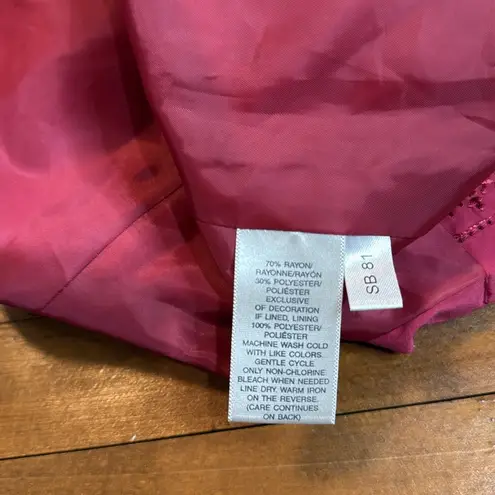 70% RAYON/
RAYONNE/RAYÓN
30% POLYESTER/
POLIÉSTER
EXCLUSIVE
OF DECORATION
IF LINED, LINING
100% POLYESTER/
POLIÉSTER
MACHINE WASH COLD
WITH LIKE COLORS.
GENTLE CYCLE.
ONLY NON-CHLORINE
BLEACH WHEN NEEDED
LINE DRY. WARM IRON
ON THE REVERSE.
(CARE CONTINUES
ON BACK)
SB 81